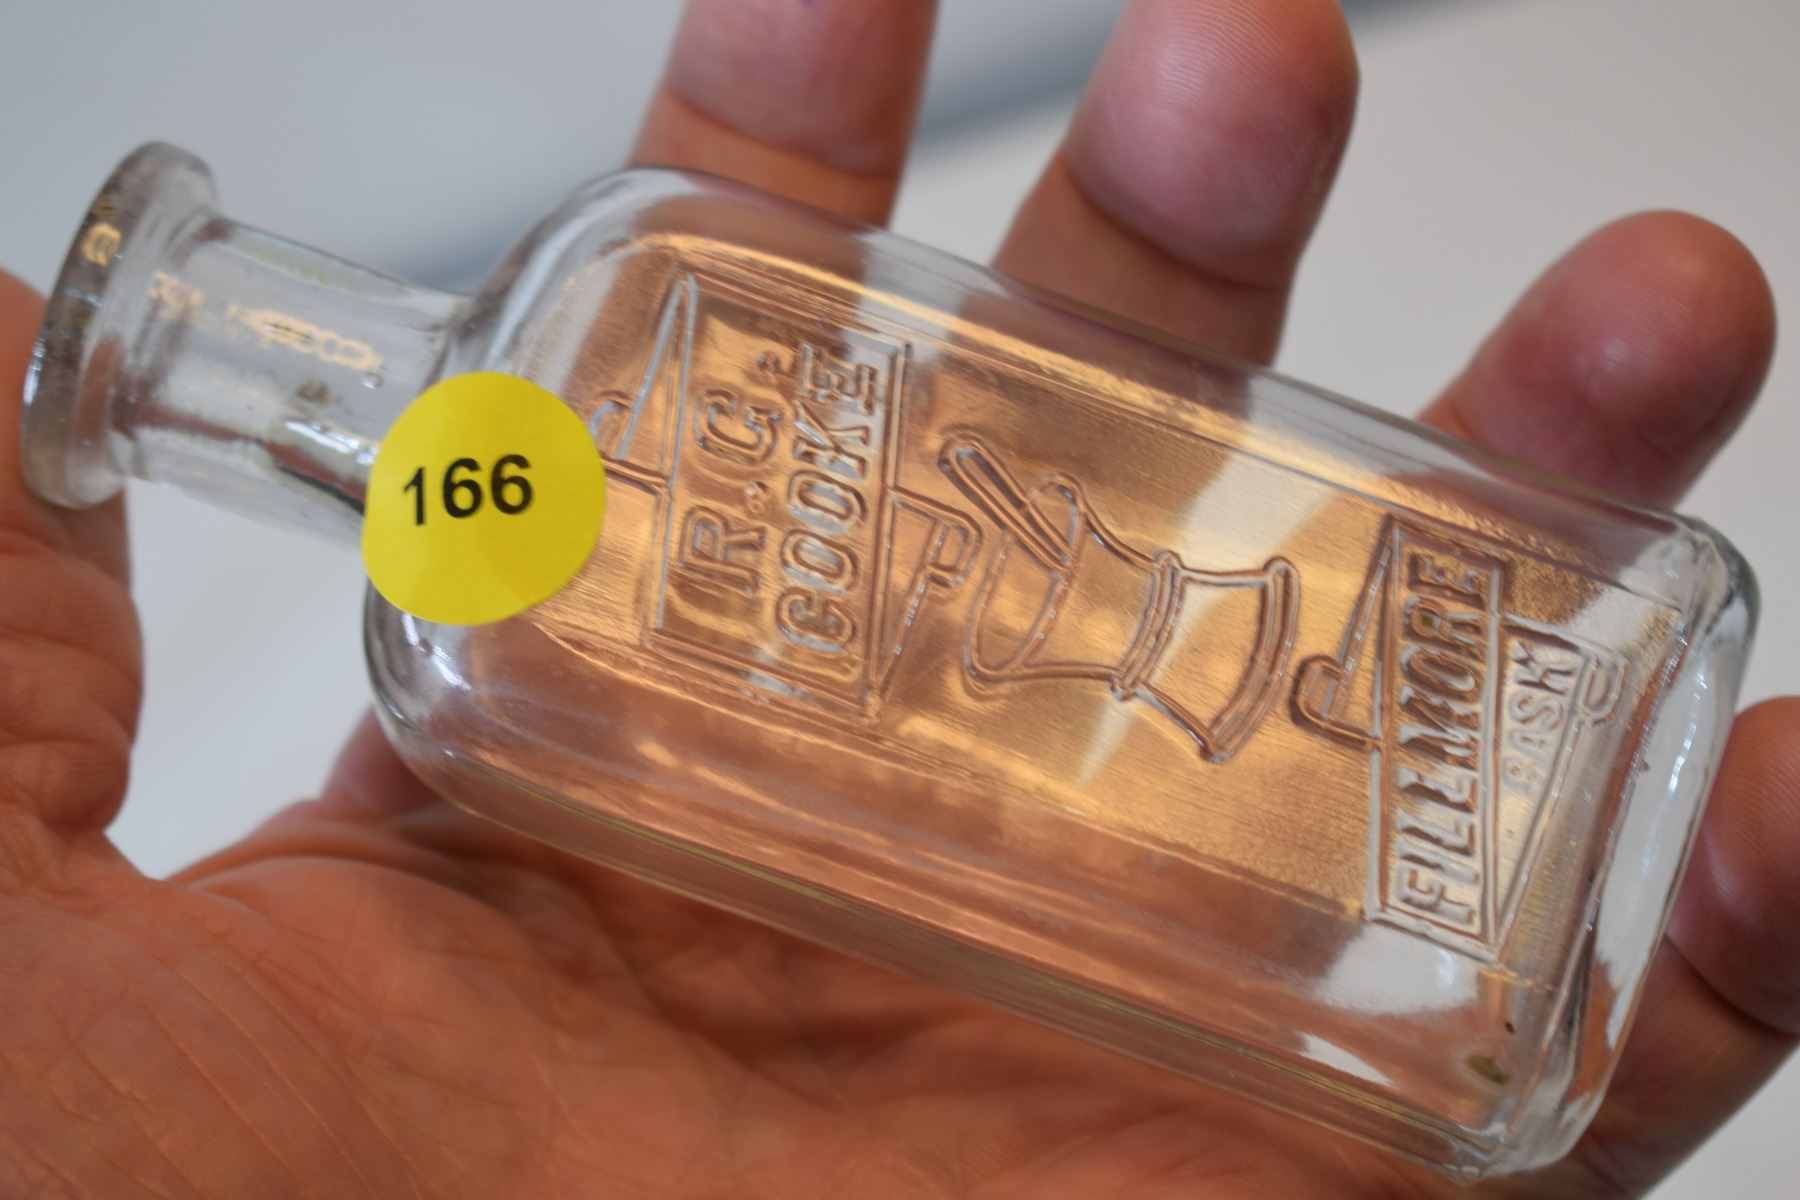 166
R. C.
COOKE
FILLMORE
SASK